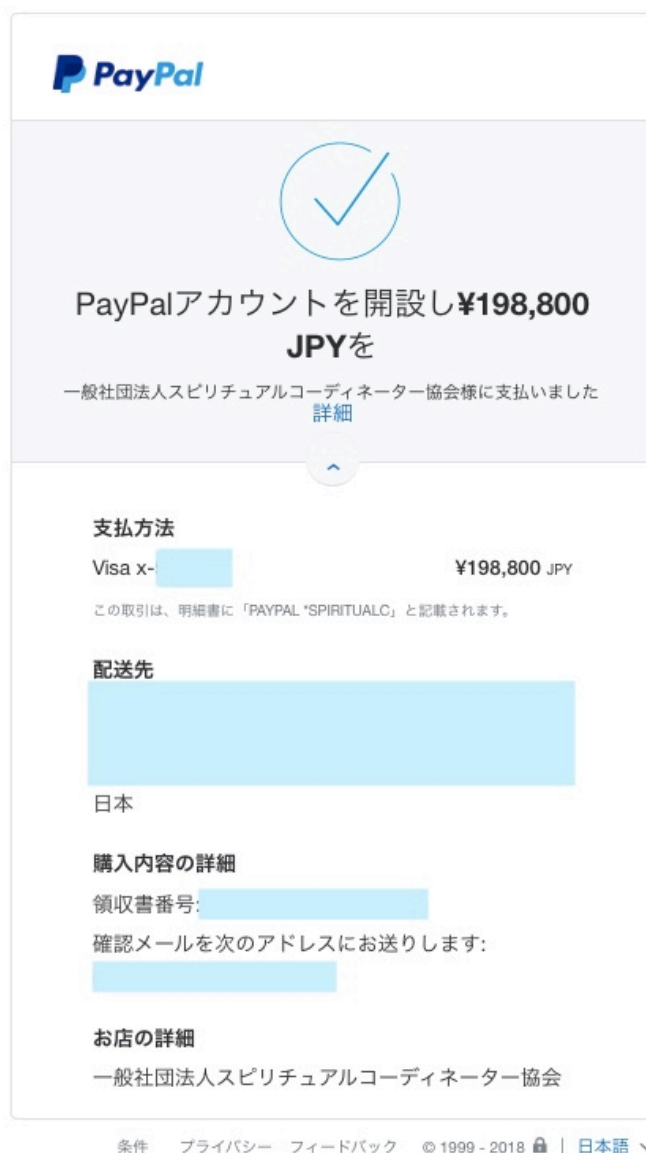 PayPal
PayPalアカウントを開設し¥198,800
JPYを
一般社団法人スピリチュアルコーディネーター協会様に支払いました
詳細
支払方法
Visa x- ¥198,800 JPY
この取引は、明細書に「PAYPAL *SPIRITUALC」と記載されます。
配送先
日本
購入内容の詳細
領収書番号:
確認メールを次のアドレスにお送りします:
お店の詳細
一般社団法人スピリチュアルコーディネーター協会
条件 プライバシー フィードバック © 1999 - 2018 | 日本語